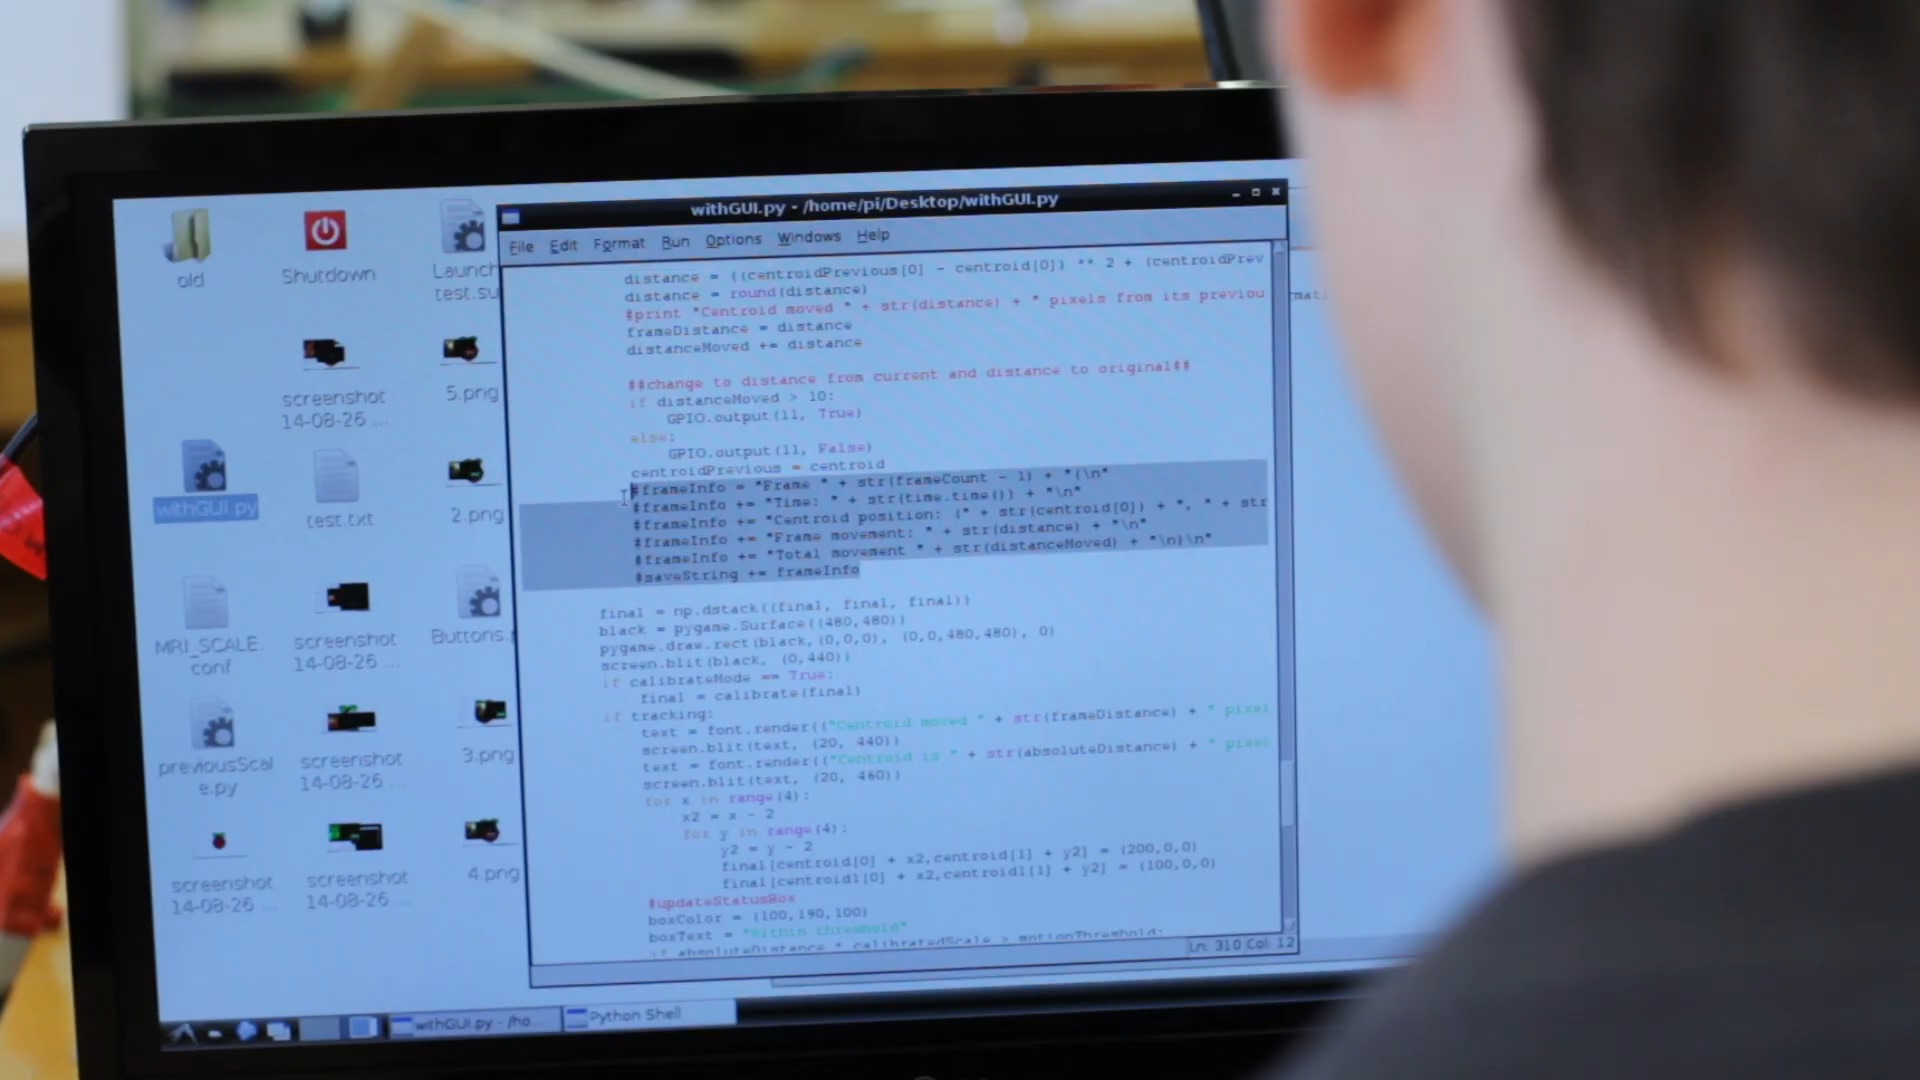 withGUI.py - /home/pi/Desktop/withGUI.py
File Edit Format Run Options Windows Help
distance = ((centroidPrevious[0] - centroid[0]) ** 2 + (centroidPrev
distance = round(distance)
#print "Centroid moved " + str(distance) + " pixels from its previou
frameDistance = distance
distanceMoved += distance
##change to distance from current and distance to original##
if distanceMoved > 10:
GPIO.output(11, True)
else:
GPIO.output(11, False)
centroidPrevious = centroid
#frameInfo = "Frame " + str(frameCount - 1) + "(\n"
#frameInfo += "Time: " + str(time.time()) + "\n"
#frameInfo += "Centroid position: (" + str(centroid[0]) + ", " + str
#frameInfo += "Frame movement: " + str(distance) + "\n"
#frameInfo += "Total movement " + str(distanceMoved) + "\n)\n"
#saveString += frameInfo
final = np.dstack((final, final, final))
black = pygame.Surface((480,480))
pygame.draw.rect(black,(0,0,0), (0,0,480,480), 0)
screen.blit(black, (0,440))
if calibrateMode == True:
final = calibrate(final)
if tracking:
text = font.render(("Centroid moved " + str(frameDistance) + " pixel
screen.blit(text, (20, 440))
text = font.render(("Centroid is " + str(absoluteDistance) + " pixel
screen.blit(text, (20, 460))
for x in range(4):
x2 = x - 2
for y in range(4):
y2 = y - 2
final[centroid[0] + x2,centroid[1] + y2] = (200,0,0)
final[centroid1[0] + x2,centroid1[1] + y2] = (100,0,0)
#updateStatusBox
boxColor = (100,190,100)
boxText = "Within threshold"
if absoluteDistance * calibratedScale > motionThreshold:
Ln: 310 Col: 12
old
Shutdown
Launch
test.su
screenshot
14-08-26 ...
5.png
withGUI.py
test.txt
2.png
MRI_SCALE.
conf
screenshot
14-08-26 ...
Buttons.
previousScal
e.py
screenshot
14-08-26 ...
3.png
screenshot
14-08-26 ...
screenshot
14-08-26 ...
4.png
withGUI.py - /ho...
Python Shell